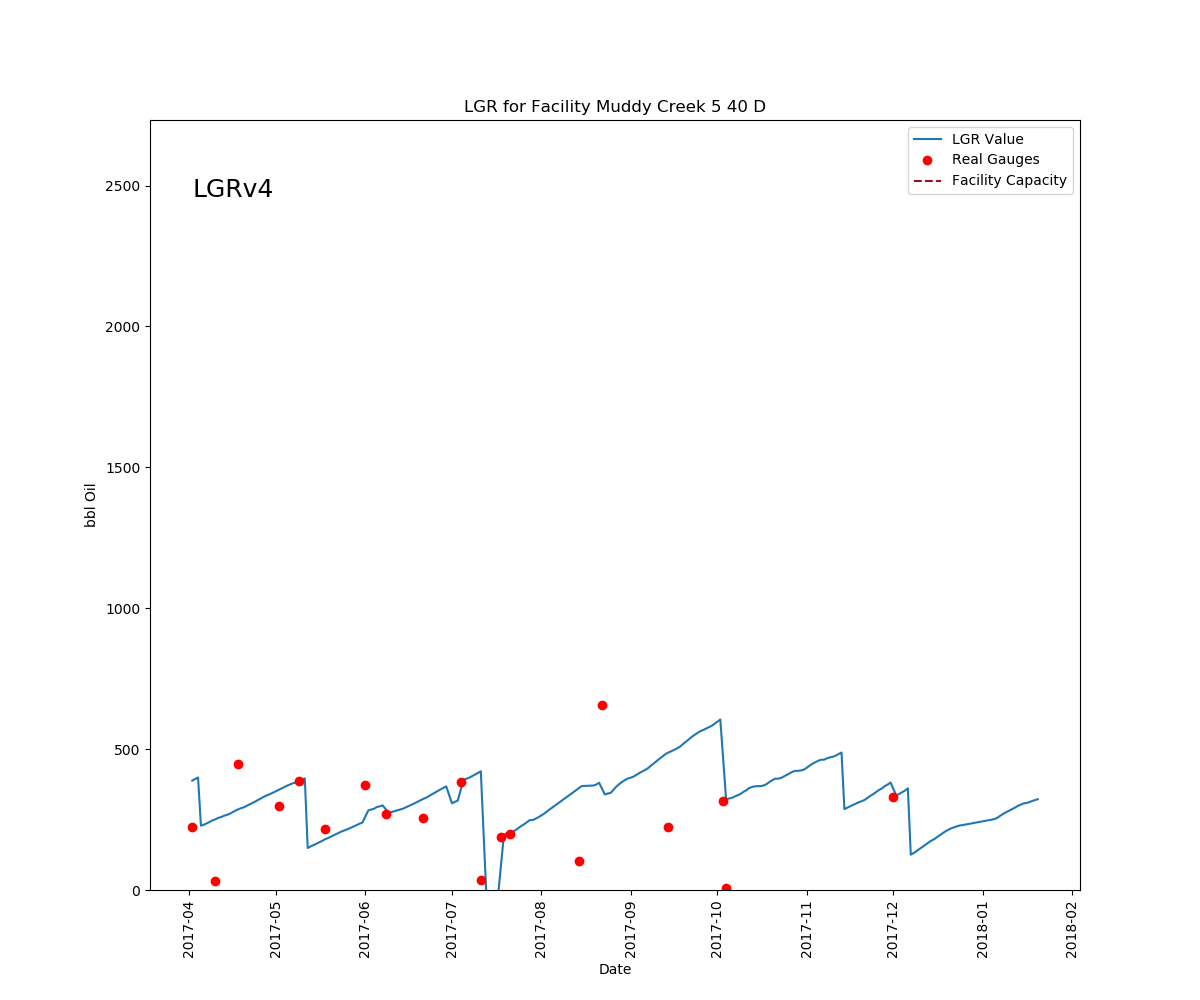 LGR for Facility Muddy Creek 5 40 D
LGRv4
LGR Value
Real Gauges
Facility Capacity
bbl Oil
2500
2000
1500
1000
500
0
2017-04
2017-05
2017-06
2017-07
2017-08
2017-09
2017-10
2017-11
2017-12
2018-01
2018-02
Date